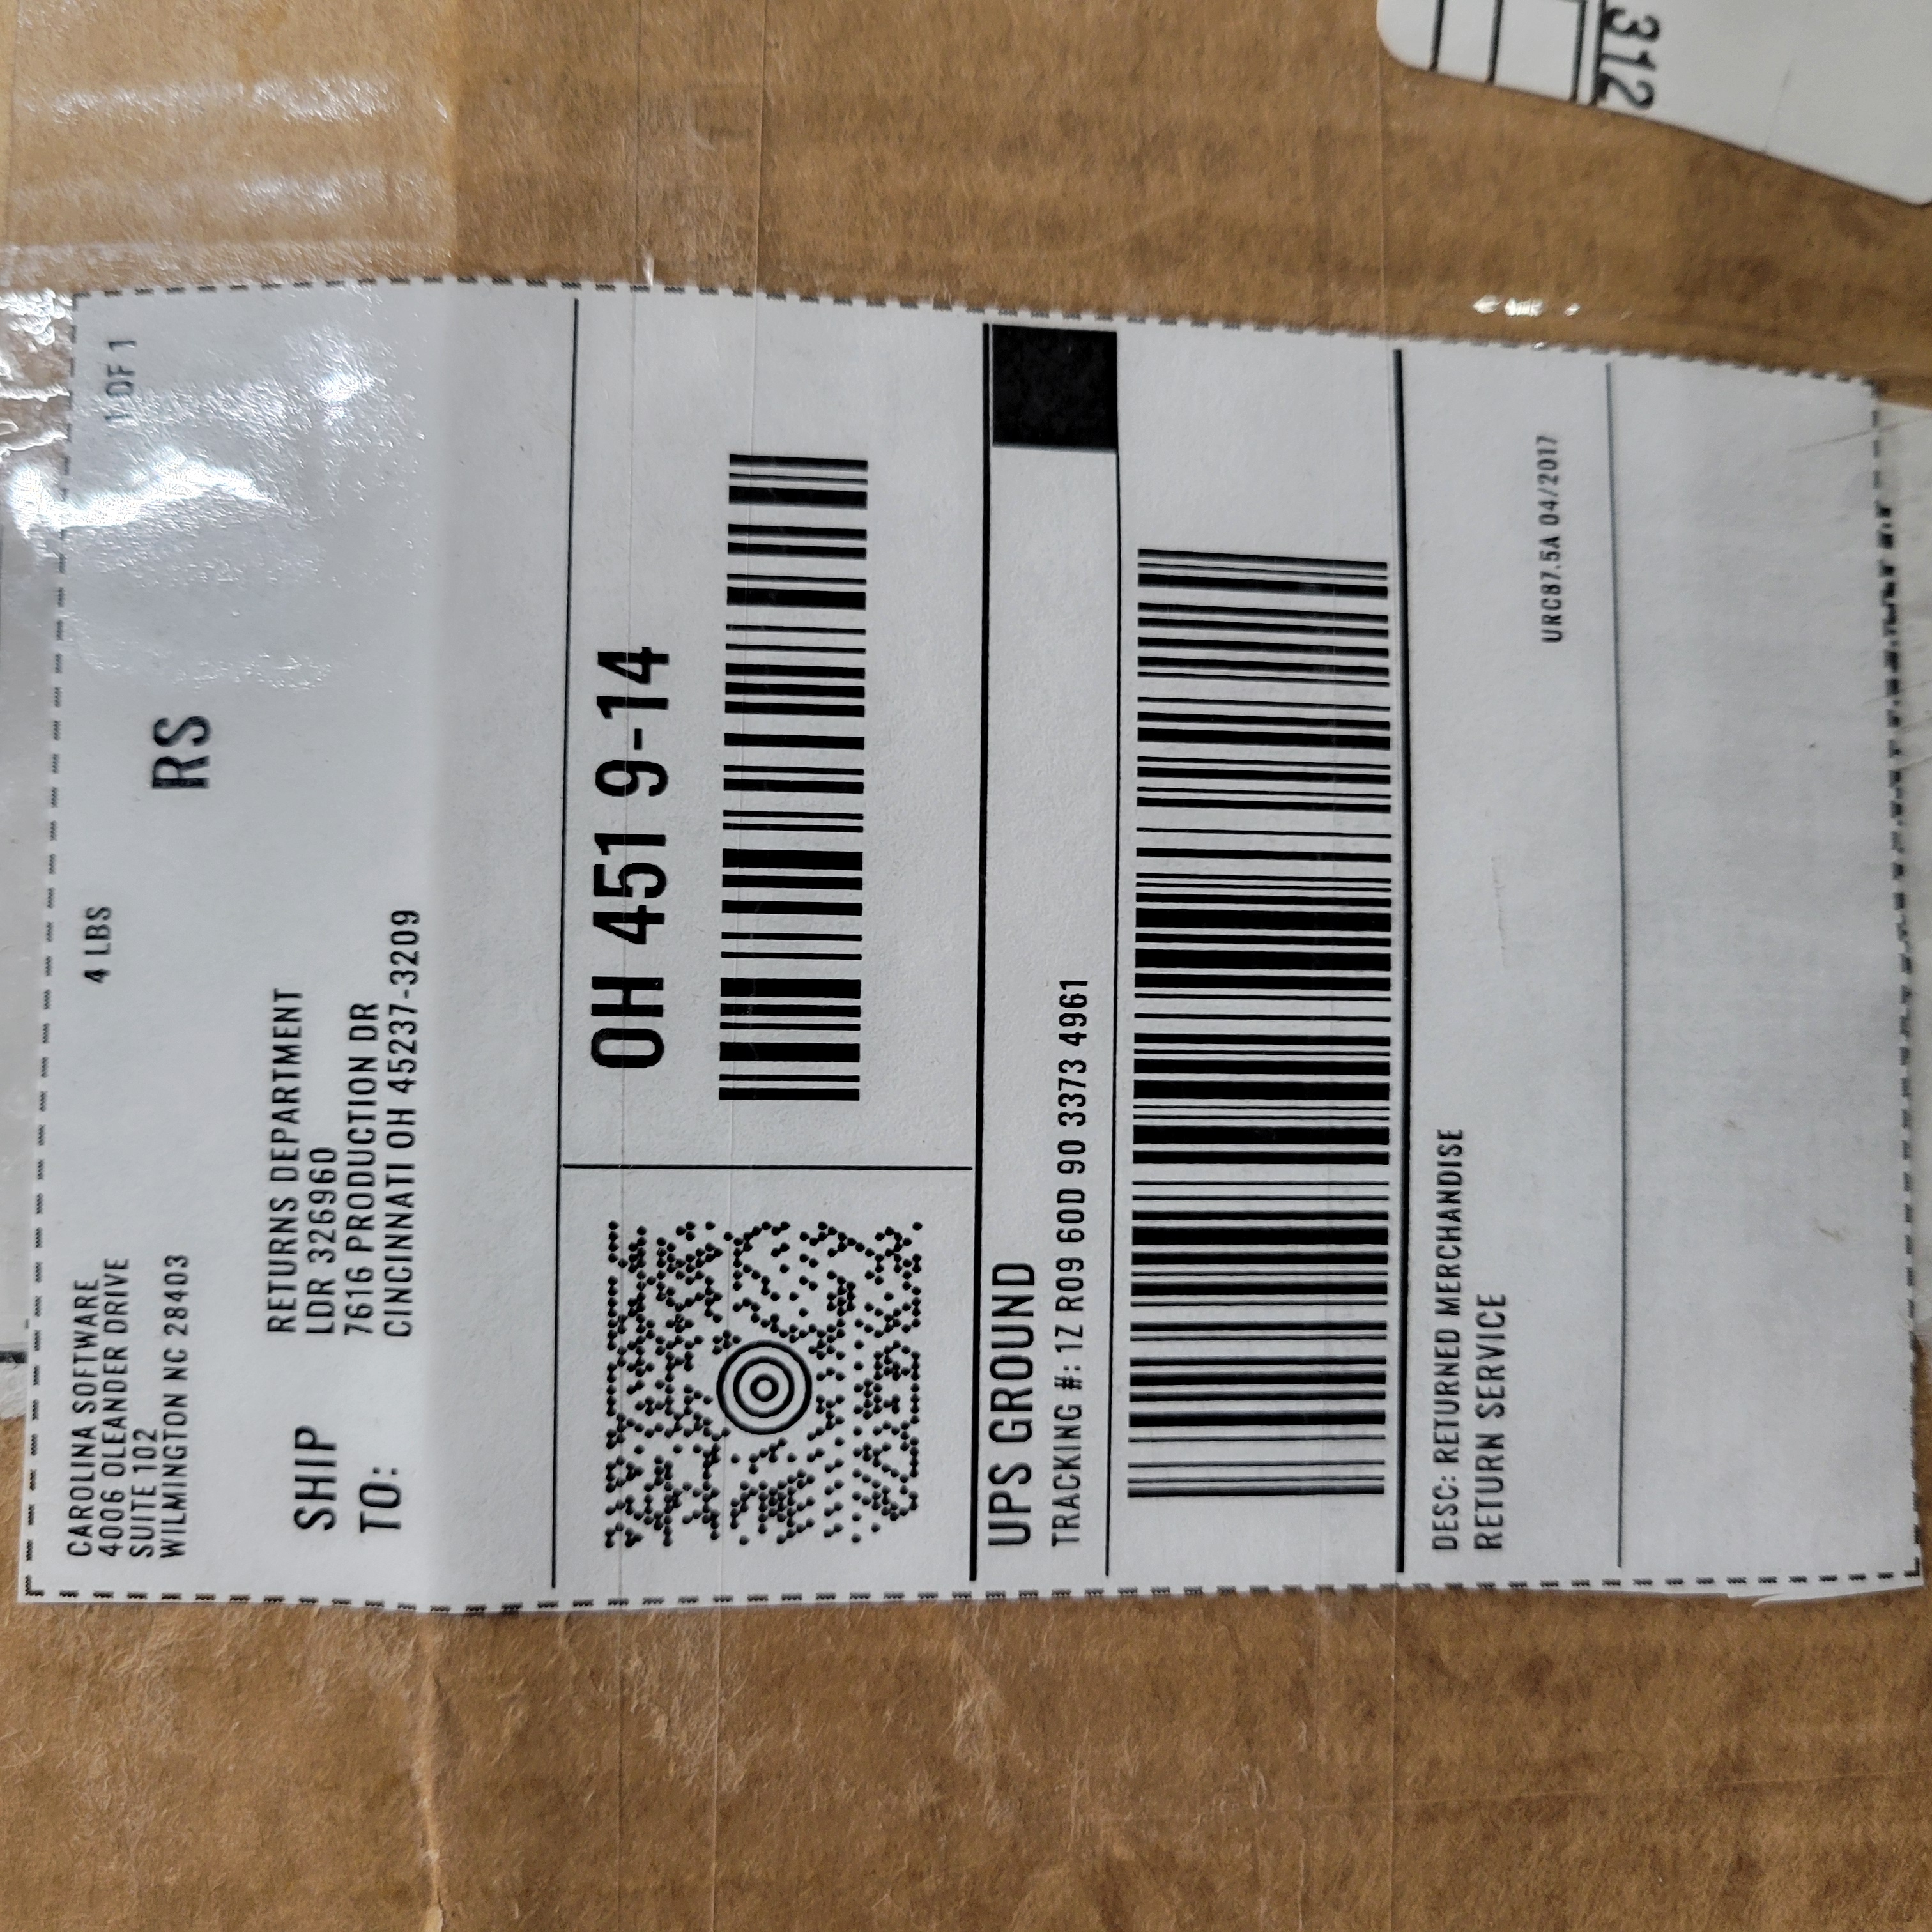 CAROLINA SOFTWARE
4006 OLEANDER DRIVE
SUITE 102
WILMINGTON NC 28403
4 LBS
1 OF 1
RS
SHIP
TO:
RETURNS DEPARTMENT
LDR 326960
7616 PRODUCTION DR
CINCINNATI OH 45237-3209
OH 451 9-14
UPS GROUND
TRACKING #: 1Z R09 60D 90 3373 4961
DESC: RETURNED MERCHANDISE
RETURN SERVICE
URC87.5A 04/2017
312